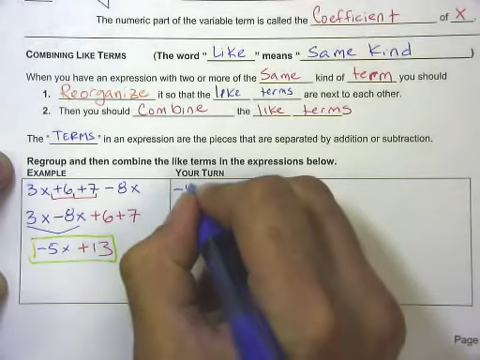 The numeric part of the variable term is called the Coefficient of x.
COMBINING LIKE TERMS (The word "Like" means "Same Kind)
When you have an expression with two or more of the Same kind of term you should
1. Reorganize it so that the like terms are next to each other.
2. Then you should Combine the like terms
The "TERMS" in an expression are the pieces that are separated by addition or subtraction.
Regroup and then combine the like terms in the expressions below.
EXAMPLE YOUR TURN
3x+6+7-8x
3x-8x+6+7
-5x+13